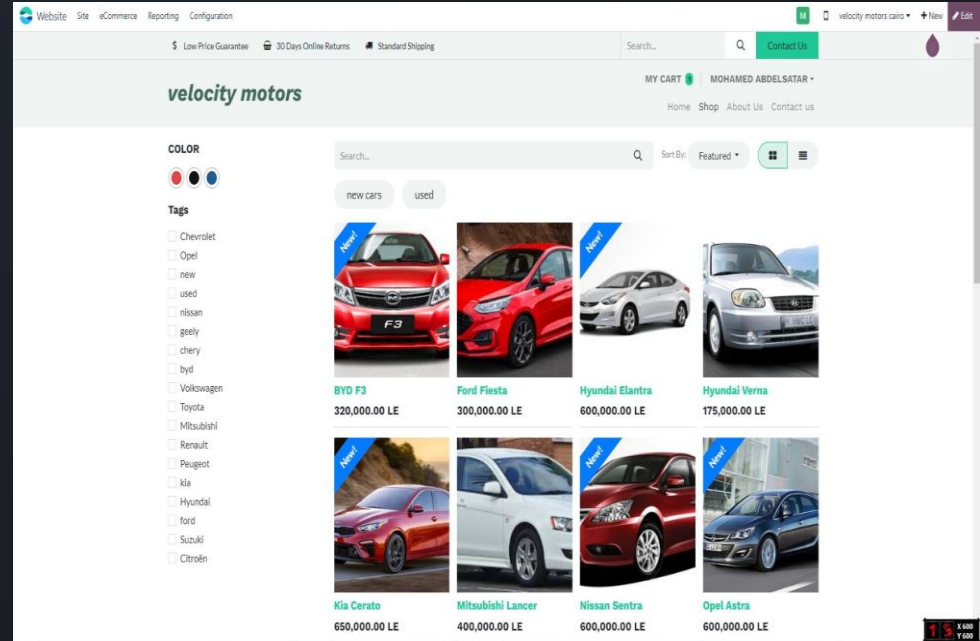 Website Site eCommerce Reporting Configuration M velocity motors cairo + New Edit
$ Low Price Guarantee 30 Days Online Returns Standard Shipping Search... Contact Us
MY CART 1 MOHAMED ABDELSATAR
velocity motors
Home Shop About Us Contact us
COLOR
Search... Sort By: Featured
new cars used
Tags
Chevrolet
Opel
new
used
nissan
geely
chery
byd
Volkswagen
Toyota
Mitsubishi
Renault
Peugeot
kia
Hyundai
ford
Suzuki
Citroën
New! New!
F3
BYD F3 Ford Fiesta Hyundai Elantra Hyundai Verna
320,000.00 LE 300,000.00 LE 600,000.00 LE 175,000.00 LE
New! New! New!
Kia Cerato Mitsubishi Lancer Nissan Sentra Opel Astra
650,000.00 LE 400,000.00 LE 600,000.00 LE 600,000.00 LE
X 600
Y 600